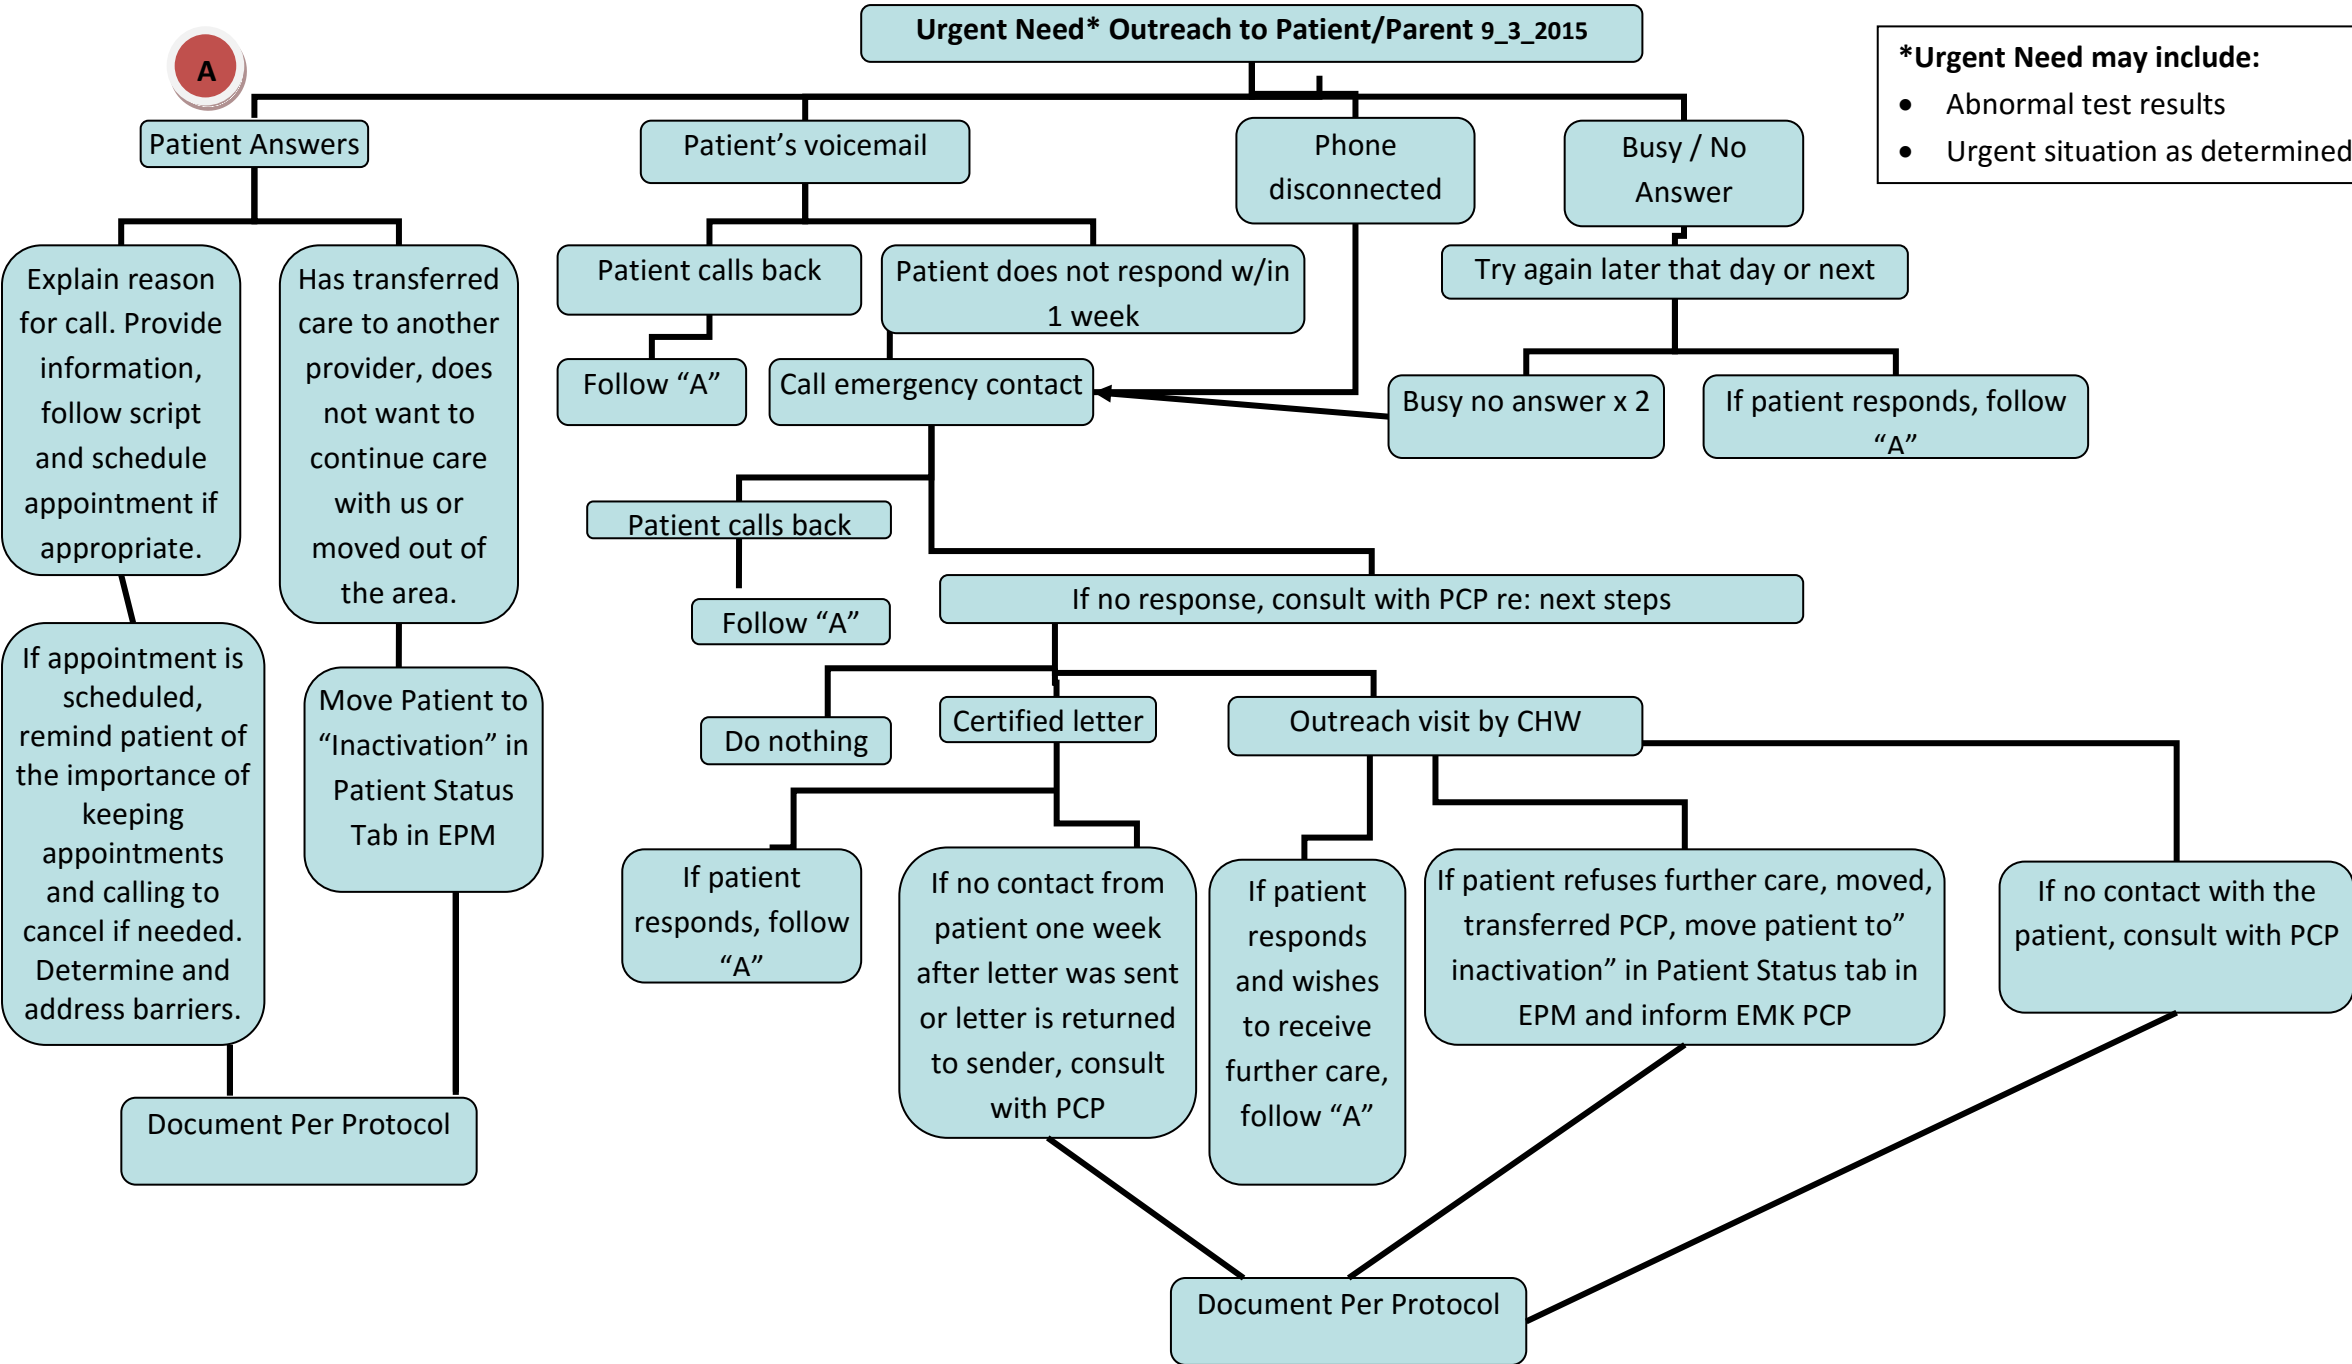 Urgent Need* Outreach to Patient/Parent 9_3_2015
*Urgent Need may include:
• Abnormal test results
• Urgent situation as determined
A
Patient Answers
Patient’s voicemail
Phone
disconnected
Busy / No
Answer
Explain reason
for call. Provide
information,
follow script
and schedule
appointment if
appropriate.
Has transferred
care to another
provider, does
not want to
continue care
with us or
moved out of
the area.
Patient calls back
Patient does not respond w/in
1 week
Try again later that day or next
Follow “A”
Call emergency contact
Busy no answer x 2
If patient responds, follow
“A”
Patient calls back
Follow “A”
If no response, consult with PCP re: next steps
If appointment is
scheduled,
remind patient of
the importance of
keeping
appointments
and calling to
cancel if needed.
Determine and
address barriers.
Move Patient to
“Inactivation” in
Patient Status
Tab in EPM
Do nothing
Certified letter
Outreach visit by CHW
If patient
responds, follow
“A”
If no contact from
patient one week
after letter was sent
or letter is returned
to sender, consult
with PCP
If patient
responds
and wishes
to receive
further care,
follow “A”
If patient refuses further care, moved,
transferred PCP, move patient to”
inactivation” in Patient Status tab in
EPM and inform EMK PCP
If no contact with the
patient, consult with PCP
Document Per Protocol
Document Per Protocol